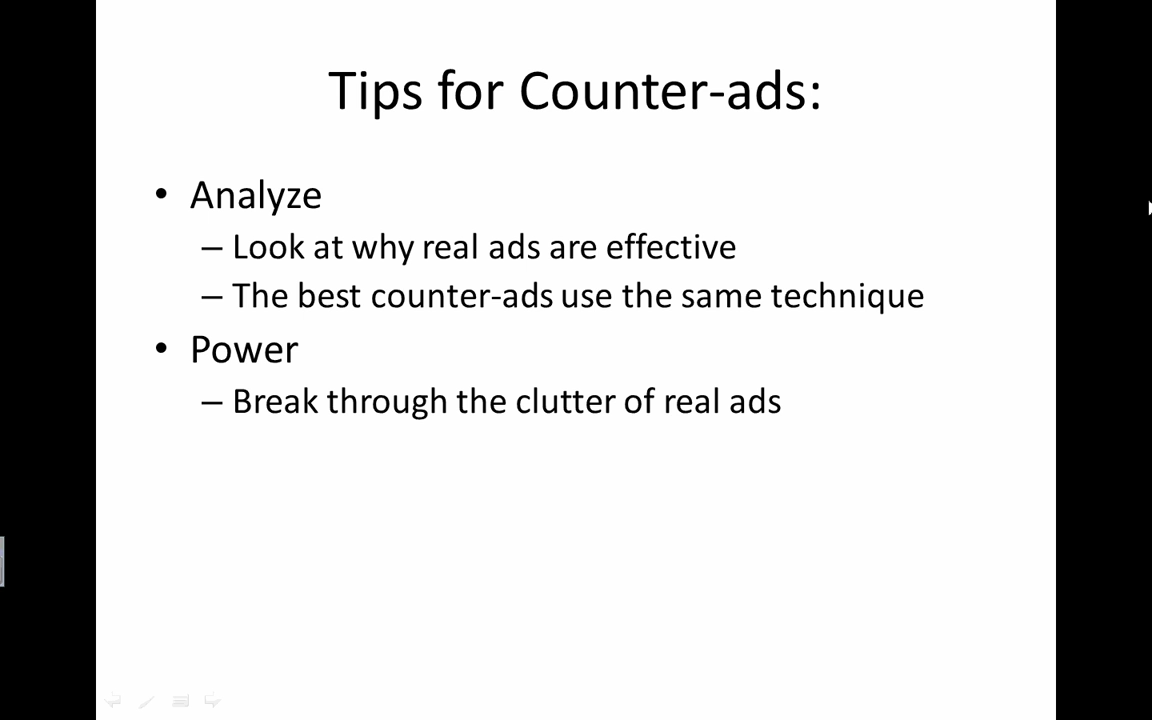 Tips for Counter-ads:
• Analyze
– Look at why real ads are effective
– The best counter-ads use the same technique
• Power
– Break through the clutter of real ads